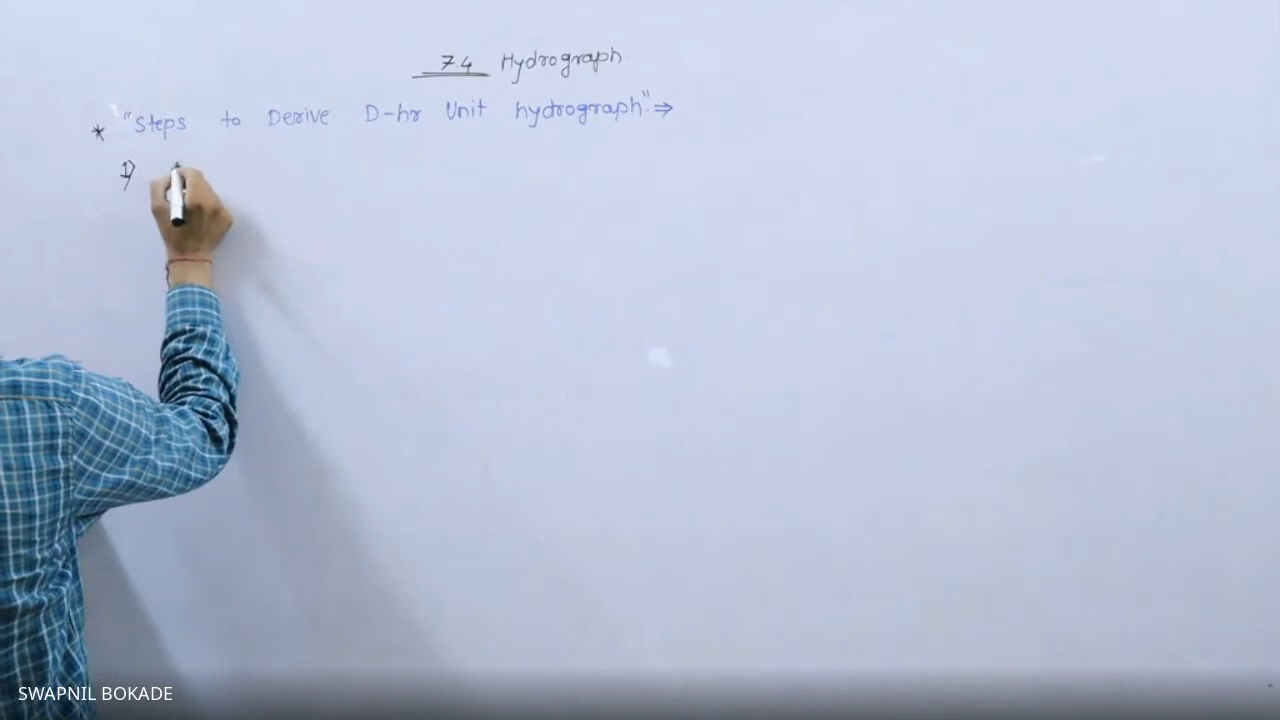 7.4 Hydrograph
* "Steps to Derive D-hr Unit hydrograph" ⇒
1)
SWAPNIL BOKADE